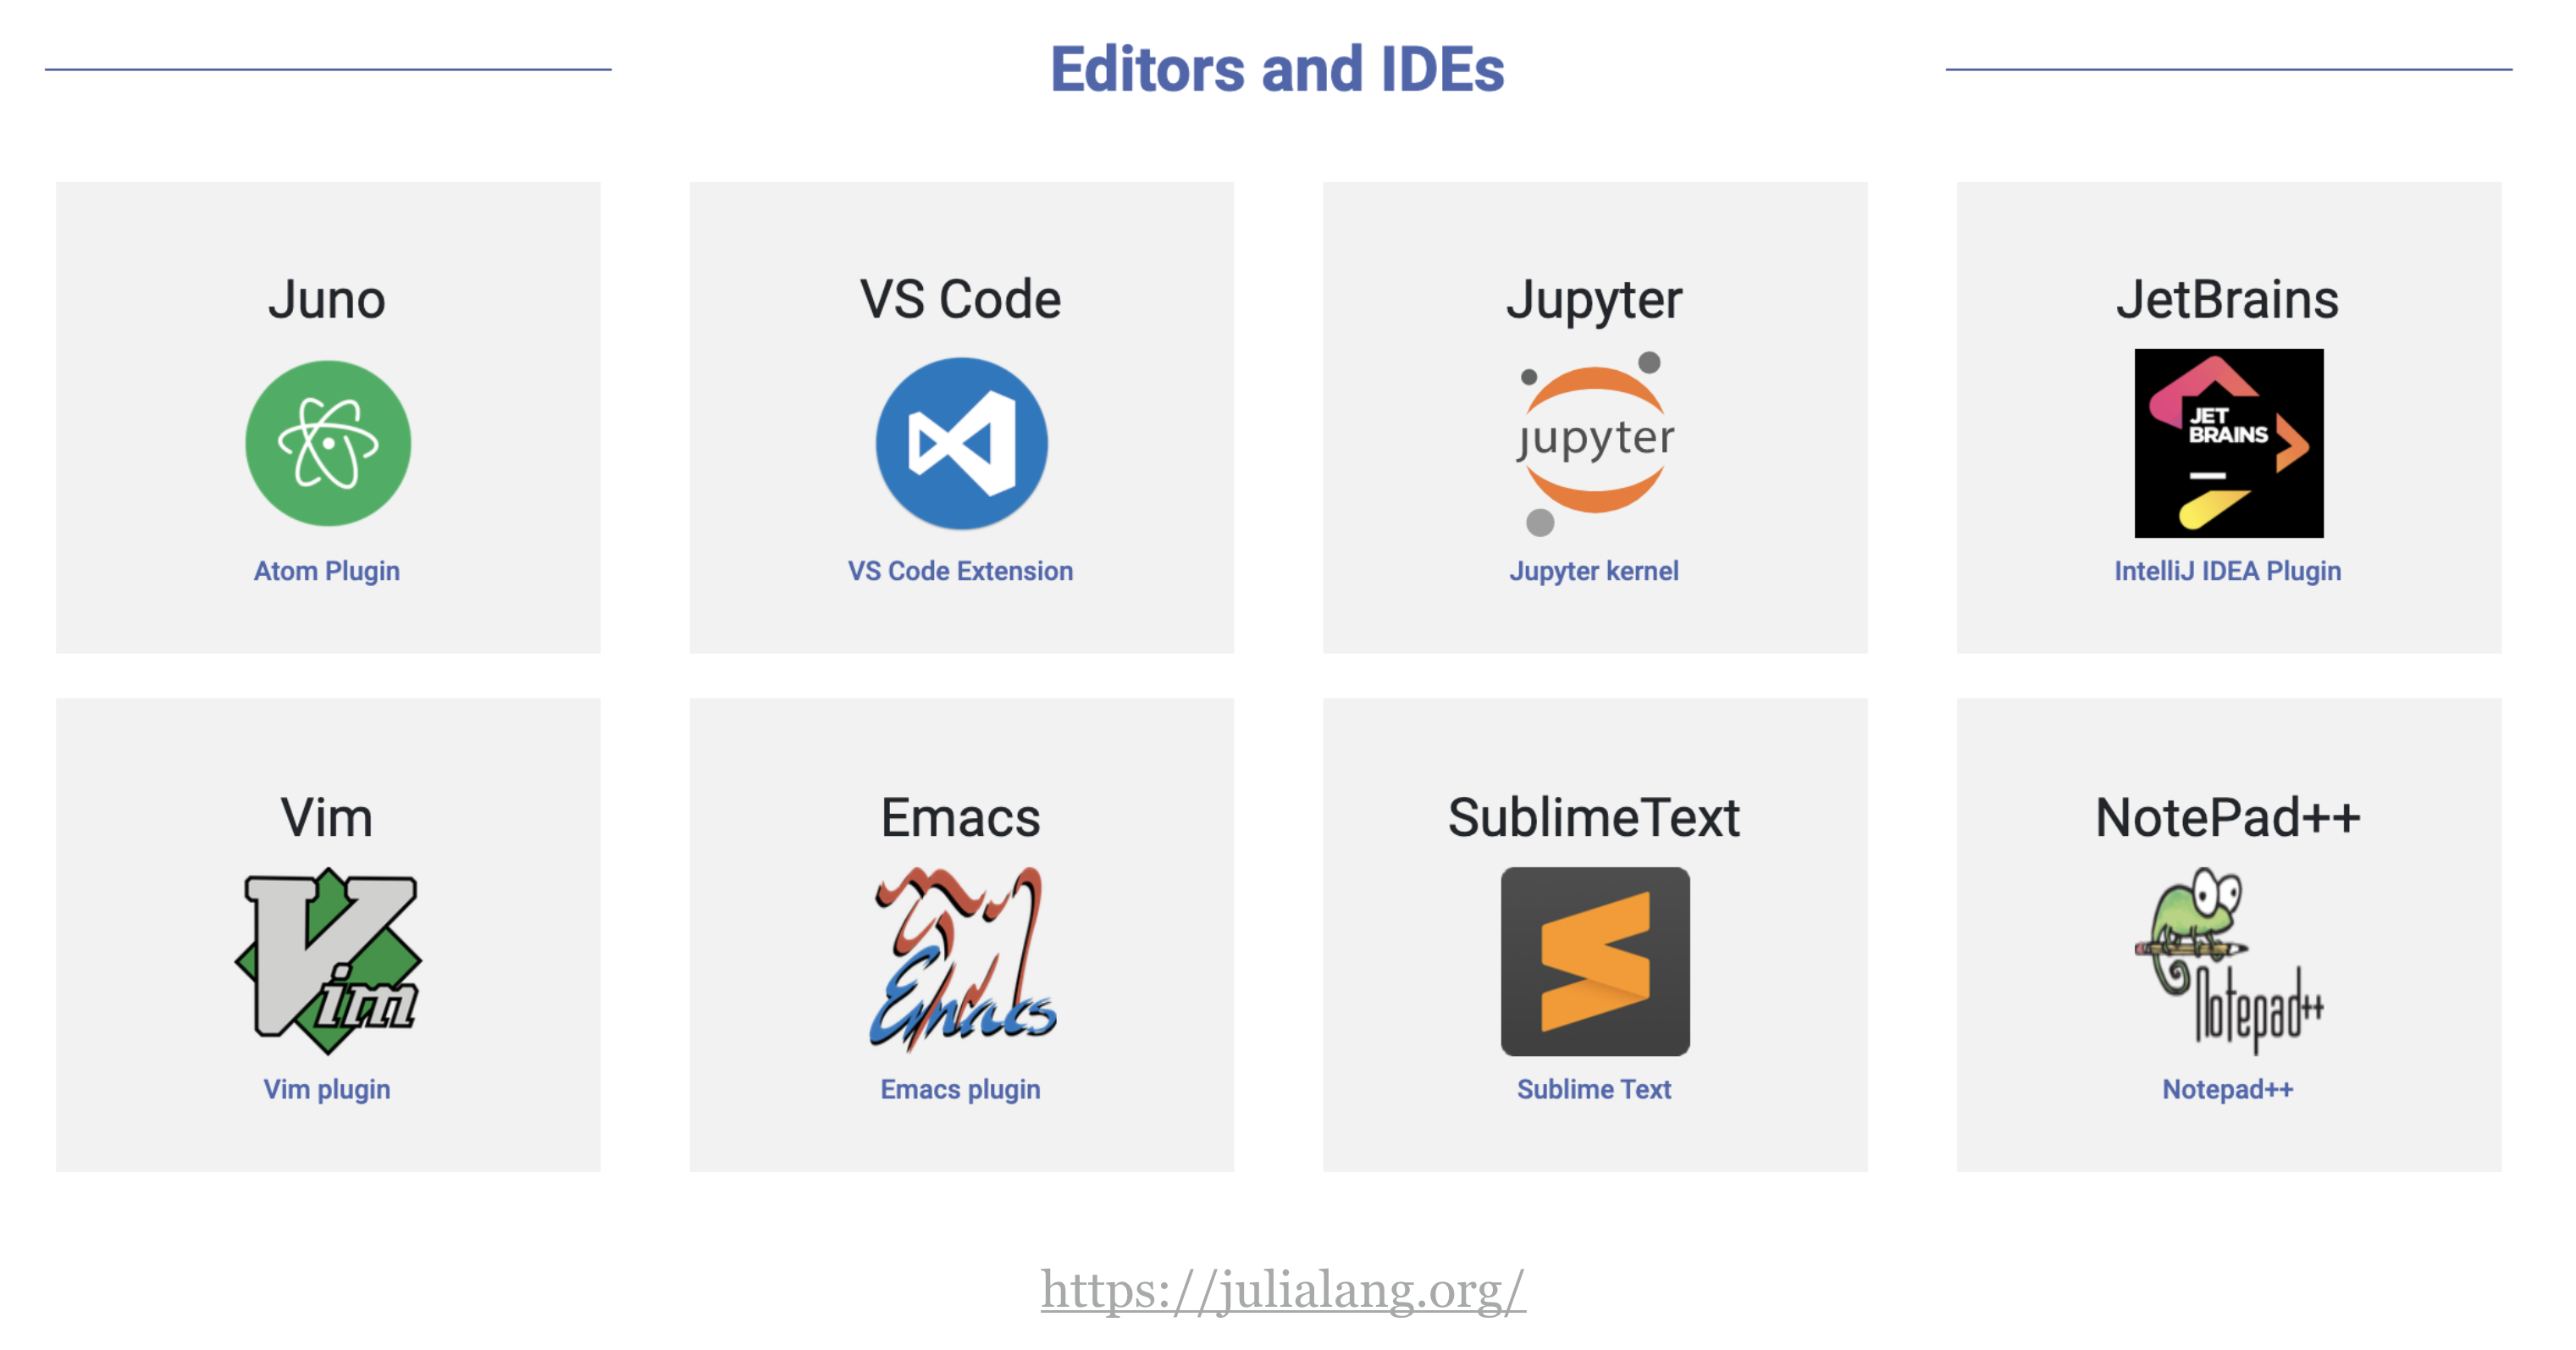 Editors and IDEs
Juno
VS Code
Jupyter
JetBrains
jupyter
JET
BRAINS
Atom Plugin
VS Code Extension
Jupyter kernel
IntelliJ IDEA Plugin
Vim
Emacs
SublimeText
NotePad++
Vim
Emacs
Notepad++
Vim plugin
Emacs plugin
Sublime Text
Notepad++
https://julialang.org/